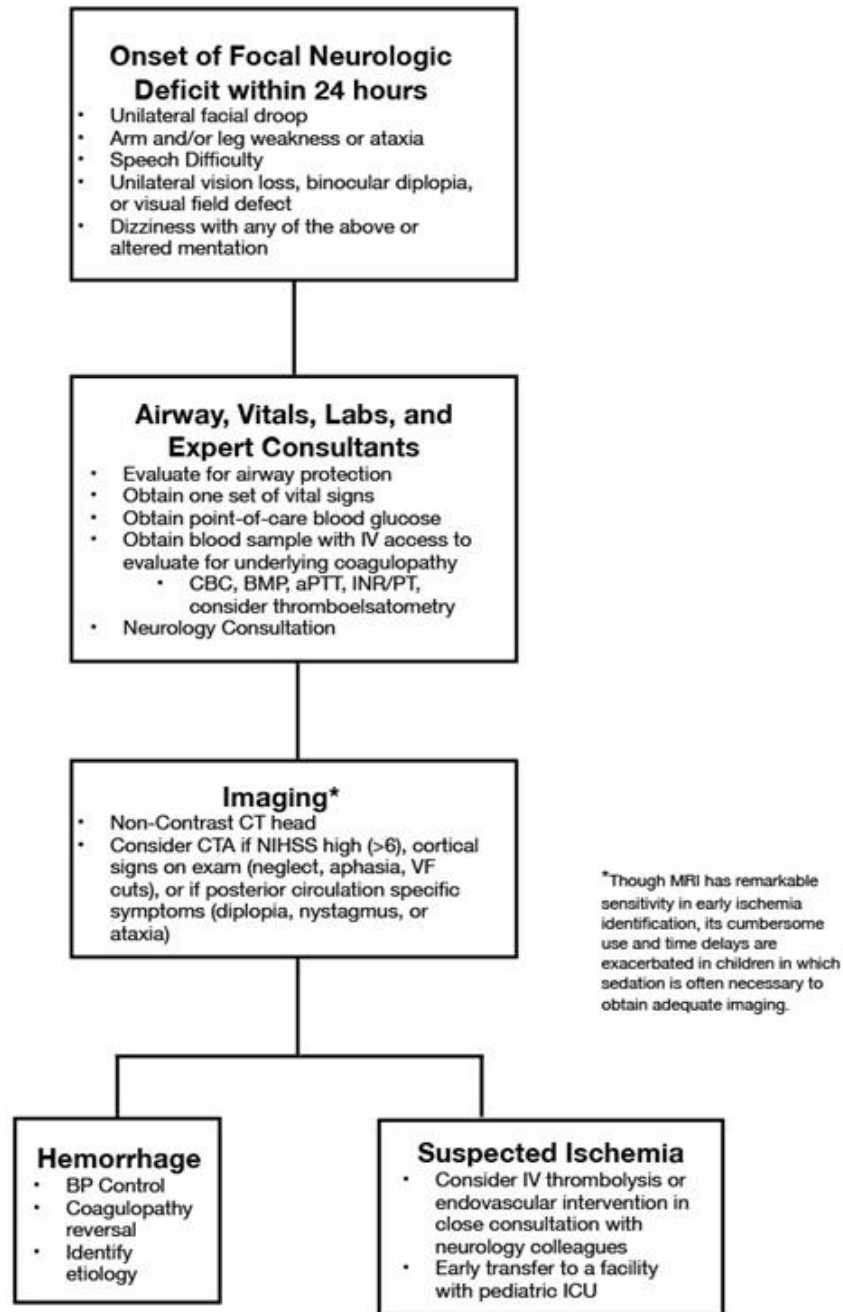 Onset of Focal Neurologic
Deficit within 24 hours
• Unilateral facial droop
• Arm and/or leg weakness or ataxia
• Speech Difficulty
• Unilateral vision loss, binocular diplopia,
or visual field defect
• Dizziness with any of the above or
altered mentation
Airway, Vitals, Labs, and
Expert Consultants
• Evaluate for airway protection
• Obtain one set of vital signs
• Obtain point-of-care blood glucose
• Obtain blood sample with IV access to
evaluate for underlying coagulopathy
• CBC, BMP, aPTT, INR/PT,
consider thromboelsatometry
• Neurology Consultation
Imaging*
• Non-Contrast CT head
• Consider CTA if NIHSS high (>6), cortical
signs on exam (neglect, aphasia, VF
cuts), or if posterior circulation specific
symptoms (diplopia, nystagmus, or
ataxia)
*Though MRI has remarkable
sensitivity in early ischemia
identification, its cumbersome
use and time delays are
exacerbated in children in which
sedation is often necessary to
obtain adequate imaging.
Hemorrhage
• BP Control
• Coagulopathy
reversal
• Identify
etiology
Suspected Ischemia
• Consider IV thrombolysis or
endovascular intervention in
close consultation with
neurology colleagues
• Early transfer to a facility
with pediatric ICU